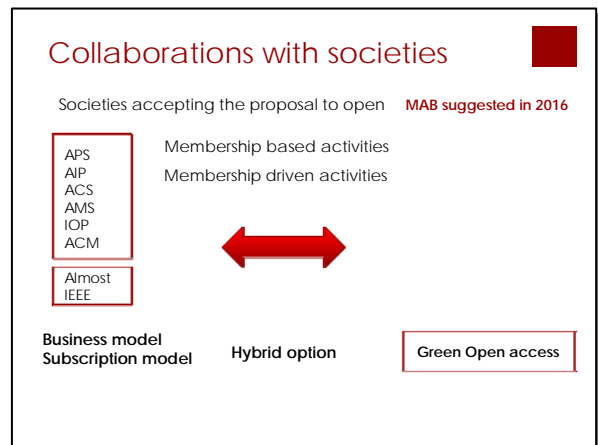 Collaborations with societies
Societies accepting the proposal to open MAB suggested in 2016
APS
AIP
ACS
AMS
IOP
ACM
Membership based activities
Membership driven activities
Almost
IEEE
Business model
Subscription model
Hybrid option
Green Open access